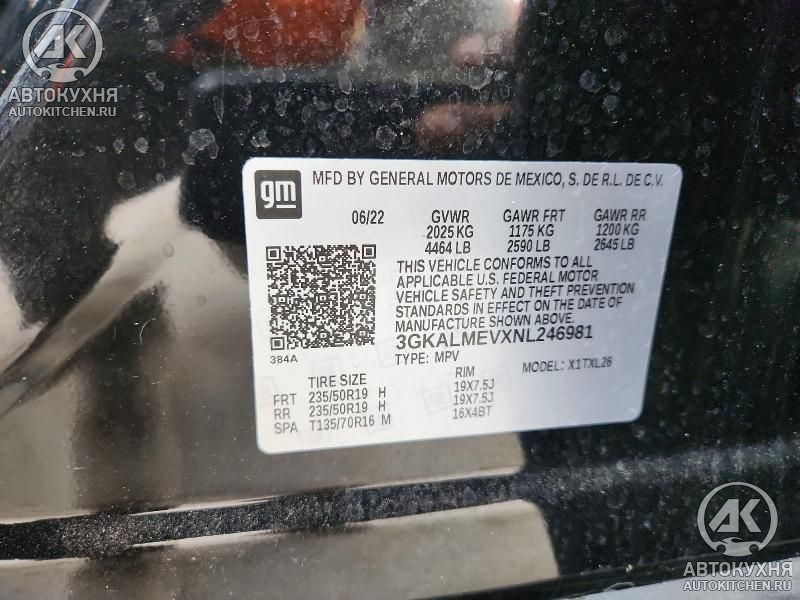 АВТОКУХНЯ
AUTOKITCHEN.RU
gm
MFD BY GENERAL MOTORS DE MEXICO, S. DE R.L. DE C.V.
06/22 GVWR GAWR FRT GAWR RR
2025 KG 1175 KG 1200 KG
4464 LB 2590 LB 2645 LB
THIS VEHICLE CONFORMS TO ALL
APPLICABLE U.S. FEDERAL MOTOR
VEHICLE SAFETY AND THEFT PREVENTION
STANDARDS IN EFFECT ON THE DATE OF
MANUFACTURE SHOWN ABOVE.
3GKALMEVXNL246981
384A TYPE: MPV MODEL: X1TXL26
TIRE SIZE RIM
FRT 235/50R19 H 19X7.5J
RR 235/50R19 H 19X7.5J
SPA T135/70R16 M 16X4BT
АК
АВТОКУХНЯ
AUTOKITCHEN.RU